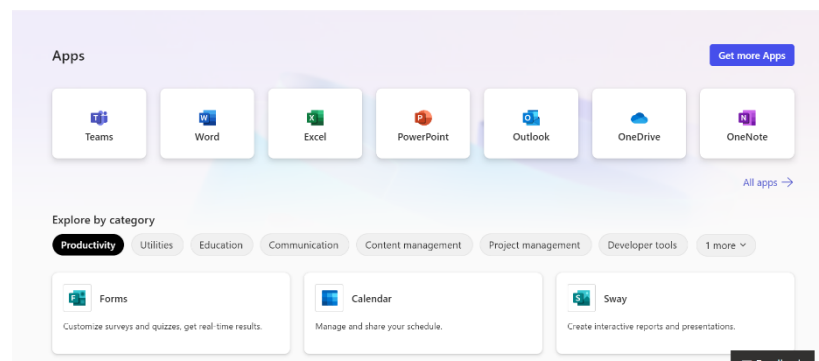 Apps
Get more Apps
Teams
Word
Excel
PowerPoint
Outlook
OneDrive
OneNote
All apps
Explore by category
Productivity
Utilities
Education
Communication
Content management
Project management
Developer tools
1 more
Forms
Calendar
Sway
Customize surveys and quizzes, get real-time results.
Manage and share your schedule.
Create interactive reports and presentations.